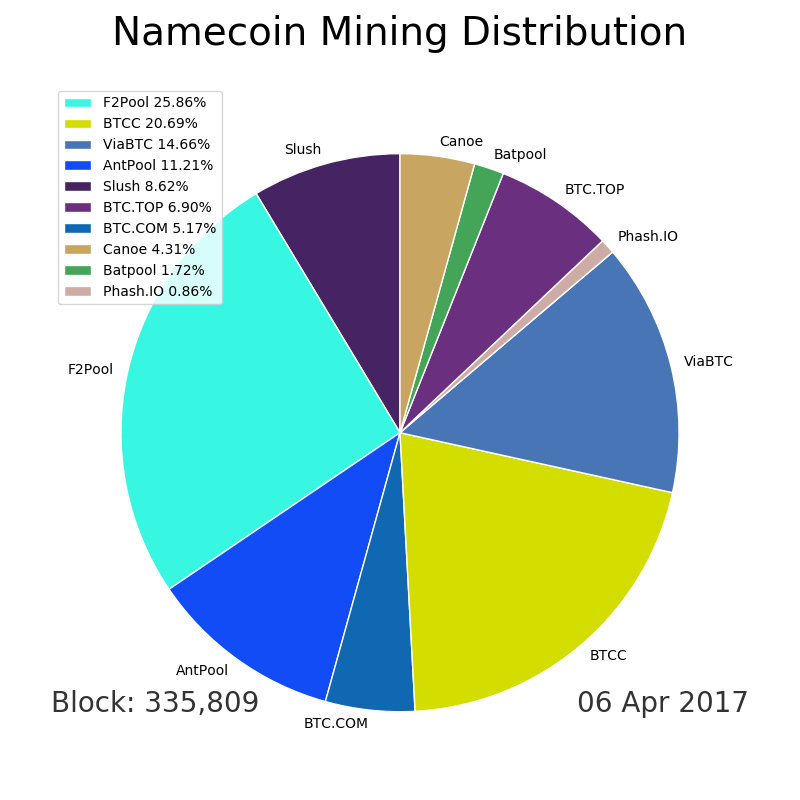 Namecoin Mining Distribution
F2Pool 25.86%
BTCC 20.69%
ViaBTC 14.66%
AntPool 11.21%
Slush 8.62%
BTC.TOP 6.90%
BTC.COM 5.17%
Canoe 4.31%
Batpool 1.72%
Phash.IO 0.86%
Canoe
Slush
Batpool
BTC.TOP
Phash.IO
ViaBTC
F2Pool
BTCC
AntPool
BTC.COM
Block: 335,809
06 Apr 2017